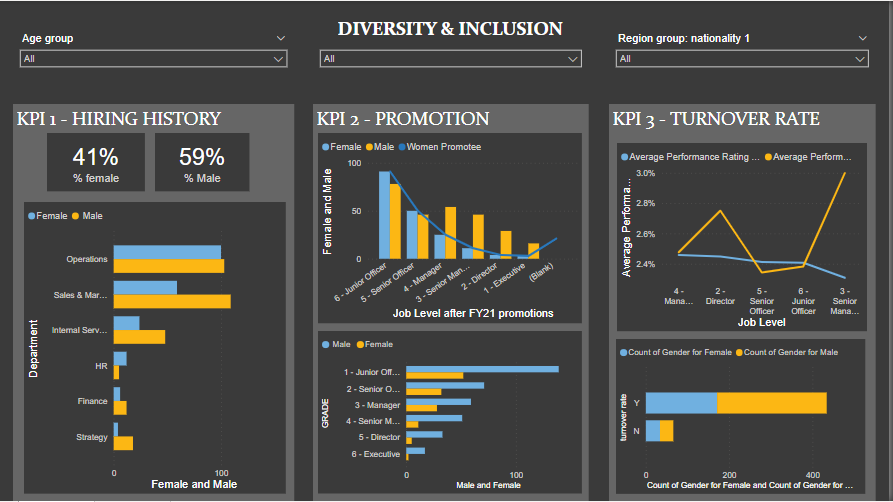 DIVERSITY & INCLUSION
Age group
All
All
Region group: nationality 1
All
KPI 1 - HIRING HISTORY
41%
% female
59%
% Male
Female Male
Department
Operations
Sales & Mar...
Internal Serv...
HR
Finance
Strategy
0 100
Female and Male
KPI 2 - PROMOTION
Female Male Women Promotee
Female and Male
100
50
0
6 - Junior Officer
5 - Senior Officer
4 - Manager
3 - Senior Man...
2 - Director
1 - Executive
(Blank)
Job Level after FY21 promotions
Male Female
GRADE
1 - Junior Off...
2 - Senior O...
3 - Manager
4 - Senior M...
5 - Director
6 - Executive
0 100
Male and Female
KPI 3 - TURNOVER RATE
Average Performance Rating ... Average Perform...
Average Performa...
3.0%
2.8%
2.6%
2.4%
4 -
Mana...
2 -
Director
5 -
Senior
Officer
6 -
Junior
Officer
3 -
Senior
Mana...
Job Level
Count of Gender for Female Count of Gender for Male
turnover rate
Y
N
0 200 400
Count of Gender for Female and Count of Gender for ...